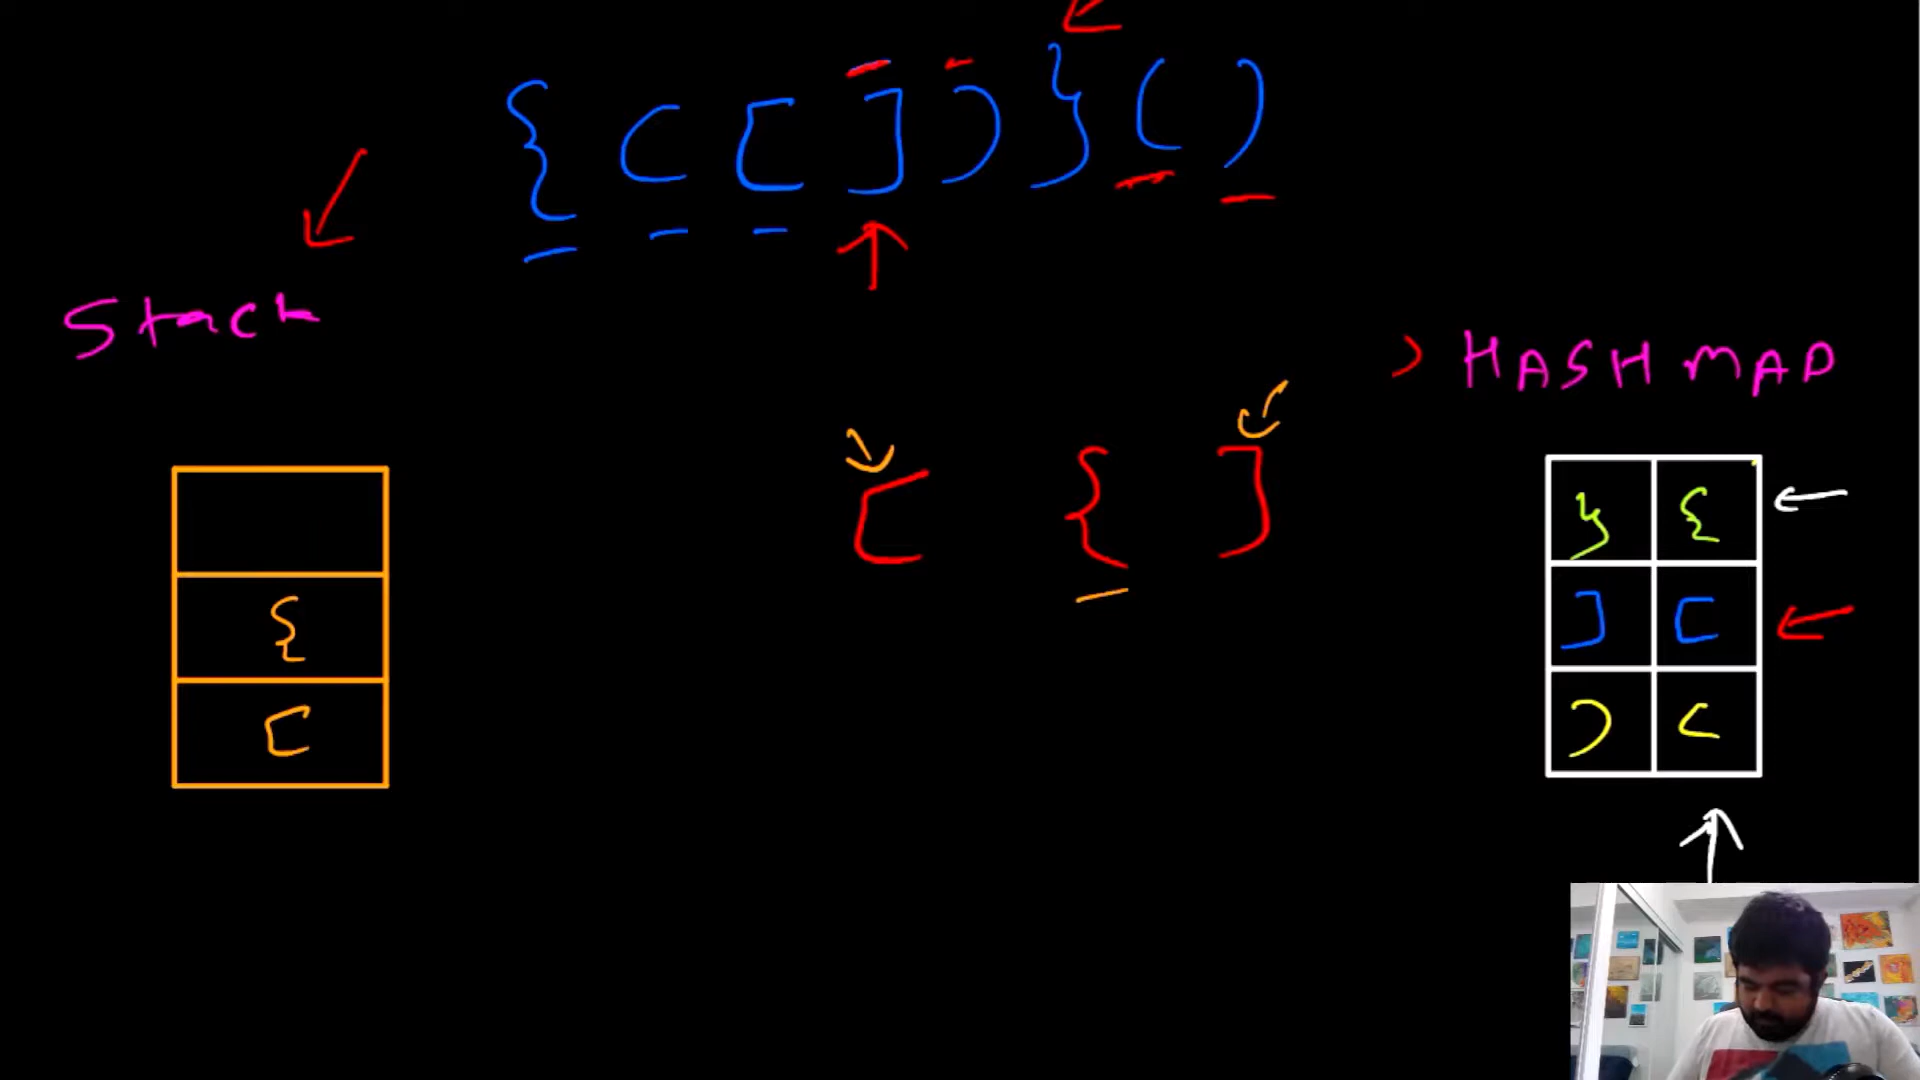 { ( [ ] ) } ( )
Stack
HASHMAP
[ { ]
} {
{
] [
[
) (